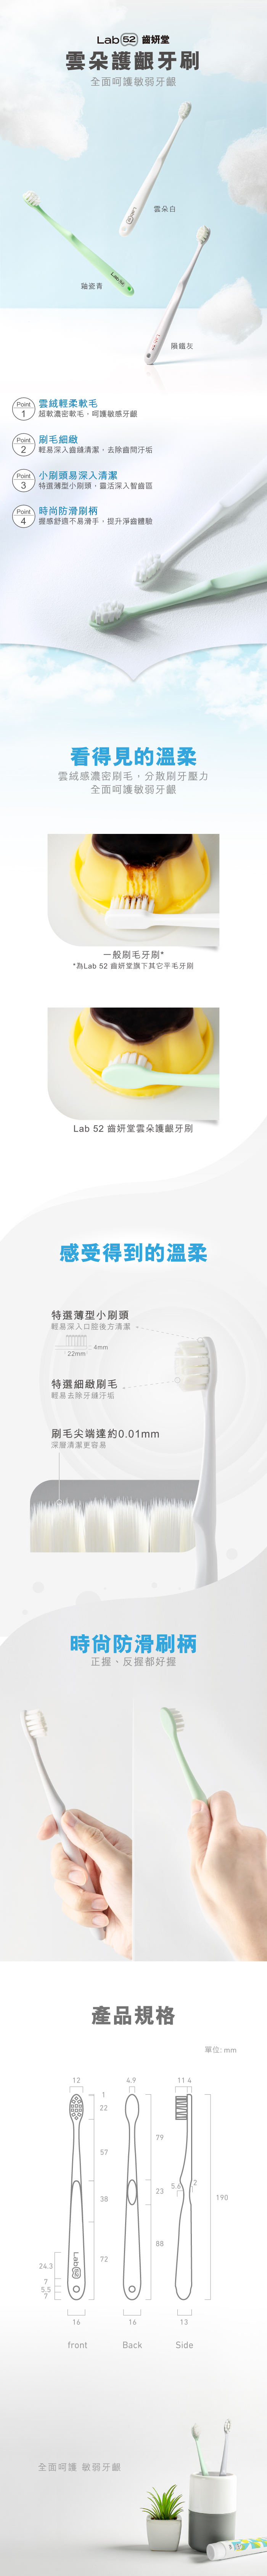 Lab 52 齒妍堂
雲朵護齦牙刷
全面呵護敏弱牙齦
雲朵白
Lab 52
釉瓷青
Lab 52
隕鐵灰
Point 1
雲絨輕柔軟毛
超軟濃密軟毛，呵護敏感牙齦
Point 2
刷毛細緻
輕易深入齒縫清潔，去除齒間汙垢
Point 3
小刷頭易深入清潔
特選薄型小刷頭，靈活深入智齒區
Point 4
時尚防滑刷柄
握感舒適不易滑手，提升淨齒體驗
看得見的溫柔
雲絨感濃密刷毛，分散刷牙壓力
全面呵護敏弱牙齦
一般刷毛牙刷*
*為Lab 52 齒妍堂旗下其它平毛牙刷
Lab 52 齒妍堂雲朵護齦牙刷
感受得到的溫柔
特選薄型小刷頭
輕易深入口腔後方清潔
4mm
22mm
特選細緻刷毛
輕易去除牙縫汙垢
刷毛尖端達約0.01mm
深層清潔更容易
時尚防滑刷柄
正握、反握都好握
產品規格
單位: mm
12
4.9
11 4
1
22
57
38
72
79
23
88
5.6
2
190
24.3
7
5.5
7
Lab 52
16
16
13
front
Back
Side
全面呵護 敏弱牙齦